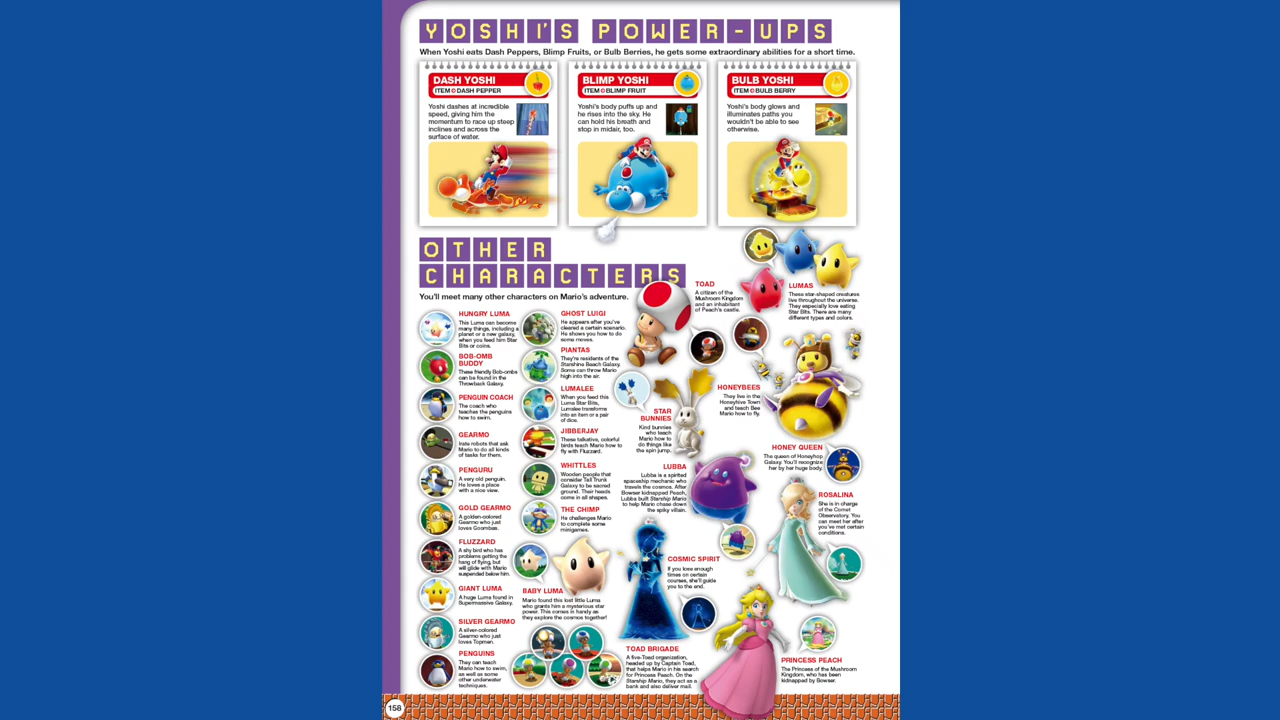 YOSHI'S POWER-UPS
When Yoshi eats Dash Peppers, Blimp Fruits, or Bulb Berries, he gets some extraordinary abilities for a short time.
DASH YOSHI
ITEM DASH PEPPER
Yoshi dashes at incredible
speed, giving him the
momentum to race up steep
inclines and across the
surface of water.
BLIMP YOSHI
ITEM BLIMP FRUIT
Yoshi's body puffs up and
he rises into the sky. He
can hold his breath and
stop in midair, too.
BULB YOSHI
ITEM BULB BERRY
Yoshi's body glows and
illuminates paths you
wouldn't be able to see
otherwise.
OTHER
CHARACTERS
You'll meet many other characters on Mario's adventure.
HUNGRY LUMA
This Luma can become
many things, including a
planet or a new galaxy,
when you feed him Star
Bits or coins.
BOB-OMB
BUDDY
These friendly Bob-ombs
can be found in the
Throwback Galaxy.
PENGUIN COACH
The coach who
teaches the penguins
how to swim.
GEARMO
Irate robots that ask
Mario to do all kinds
of tasks for them.
PENGURU
A very old penguin.
He loves a place
with a nice view.
GOLD GEARMO
A golden-colored
Gearmo who just
loves Goombas.
FLUZZARD
A shy bird who has
problems getting the
hang of flying, but
will glide with Mario
suspended below him.
GIANT LUMA
A huge Luma found in
Supermassive Galaxy.
SILVER GEARMO
A silver-colored
Gearmo who just
loves Topmen.
PENGUINS
They can teach
Mario how to swim,
as well as some
other underwater
techniques.
GHOST LUIGI
He appears after you've
cleared a certain scenario.
He shows you how to do
some moves.
PIANTAS
They're residents of the
Starshine Beach Galaxy.
Some can throw Mario
high into the air.
LUMALEE
When you feed this
Luma Star Bits,
Lumalee transforms
into an item or a pair
of dice.
JIBBERJAY
These talkative, colorful
birds teach Mario how to
fly with Fluzzard.
WHITTLES
Wooden people that
consider Tall Trunk
Galaxy to be sacred
ground. Their heads
come in all shapes.
THE CHIMP
He challenges Mario
to complete some
minigames.
BABY LUMA
Mario found this lost little Luma
who grants him a mysterious star
power. This comes in handy as
they explore the cosmos together!
TOAD
A citizen of the
Mushroom Kingdom
and an inhabitant
of Peach's castle.
LUMAS
These star-shaped creatures
live throughout the universe.
They especially love eating
Star Bits. There are many
different types and colors.
HONEYBEES
They live in the
Honeyhive Town
and teach Bee
Mario how to fly.
STAR
BUNNIES
Kind bunnies
who teach
Mario how to
do things like
the spin jump.
HONEY QUEEN
The queen of Honeyhop
Galaxy. You'll recognize
her by her huge body.
LUBBA
Lubba is a spirited
spaceship mechanic who
travels the cosmos. After
Bowser kidnapped Peach,
Lubba built Starship Mario
to help Mario chase down
the spiky villain.
ROSALINA
She is in charge
of the Comet
Observatory. You
can meet her after
you've met certain
conditions.
COSMIC SPIRIT
If you lose enough
times on certain
courses, she'll guide
you to the end.
TOAD BRIGADE
A five-Toad organization,
headed up by Captain Toad,
that helps Mario in his search
for Princess Peach. On the
Starship Mario, they act as a
bank and also deliver mail.
PRINCESS PEACH
The Princess of the Mushroom
Kingdom, who has been
kidnapped by Bowser.
158